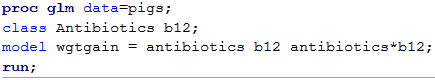 proc glm data=pigs;
class Antibiotics b12;
model wgtgain = antibiotics b12 antibiotics*b12;
run;